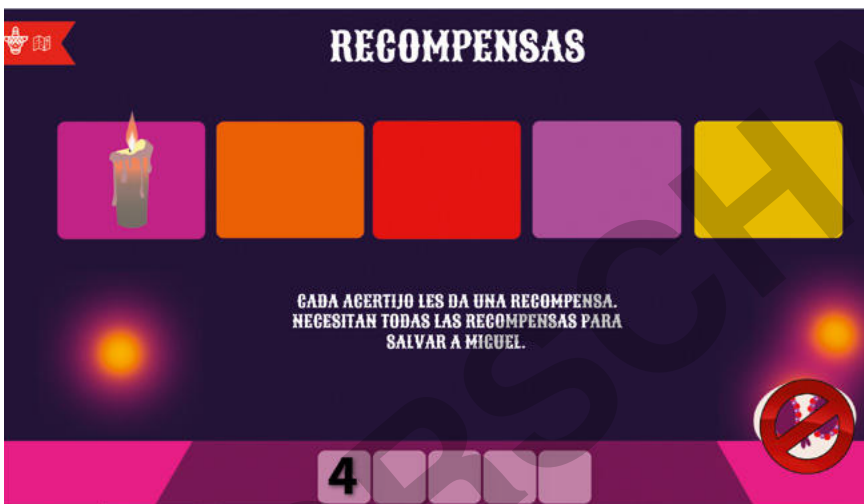 RECOMPENSAS
CADA ACERTIJO LES DA UNA RECOMPENSA.
NECESITAN TODAS LAS RECOMPENSAS PARA
SALVAR A MIGUEL.
4